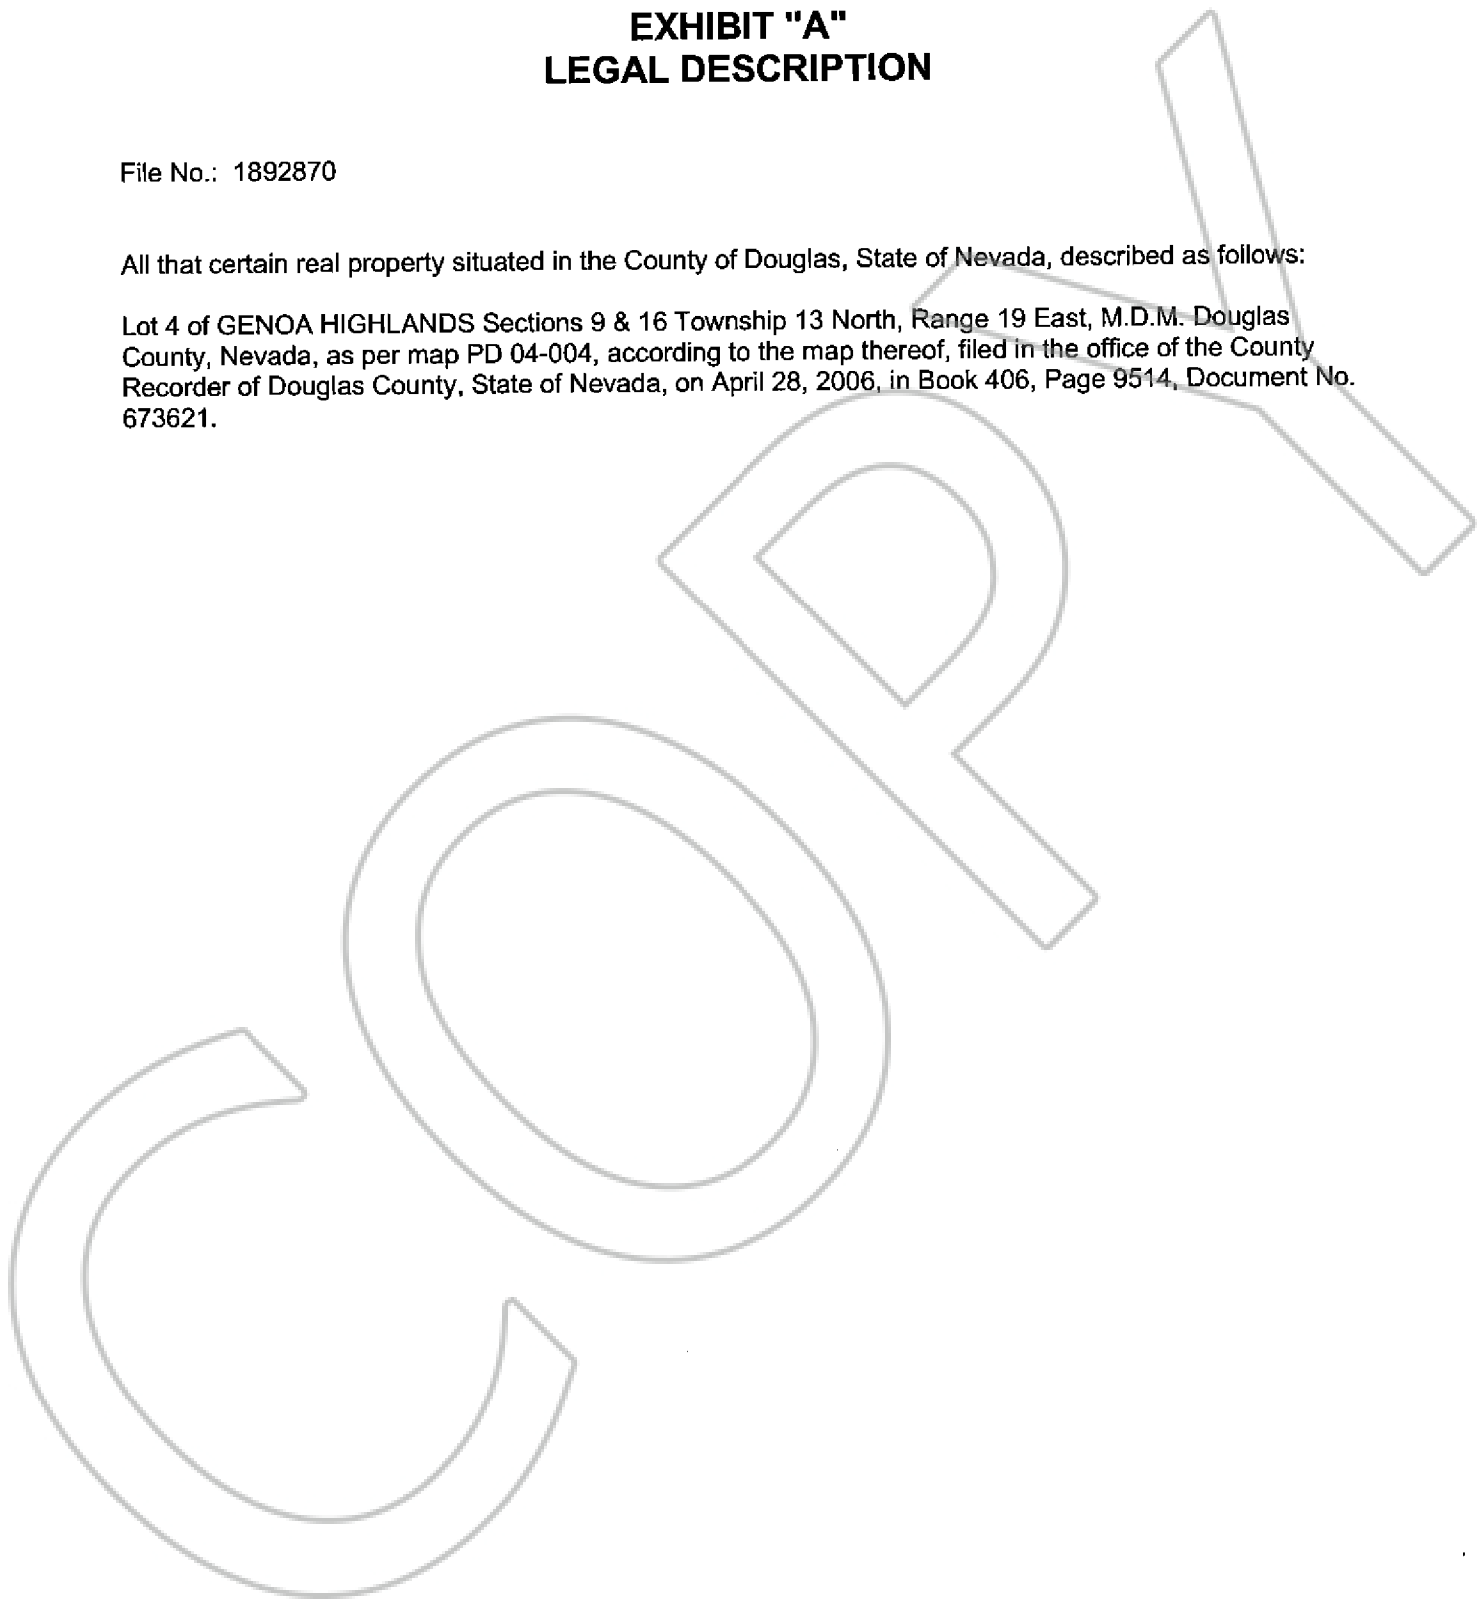 EXHIBIT "A"
LEGAL DESCRIPTION
File No.: 1892870
All that certain real property situated in the County of Douglas, State of Nevada, described as follows:
Lot 4 of GENOA HIGHLANDS Sections 9 & 16 Township 13 North, Range 19 East, M.D.M. Douglas
County, Nevada, as per map PD 04-004, according to the map thereof, filed in the office of the County
Recorder of Douglas County, State of Nevada, on April 28, 2006, in Book 406, Page 9514, Document No.
673621.
COPY